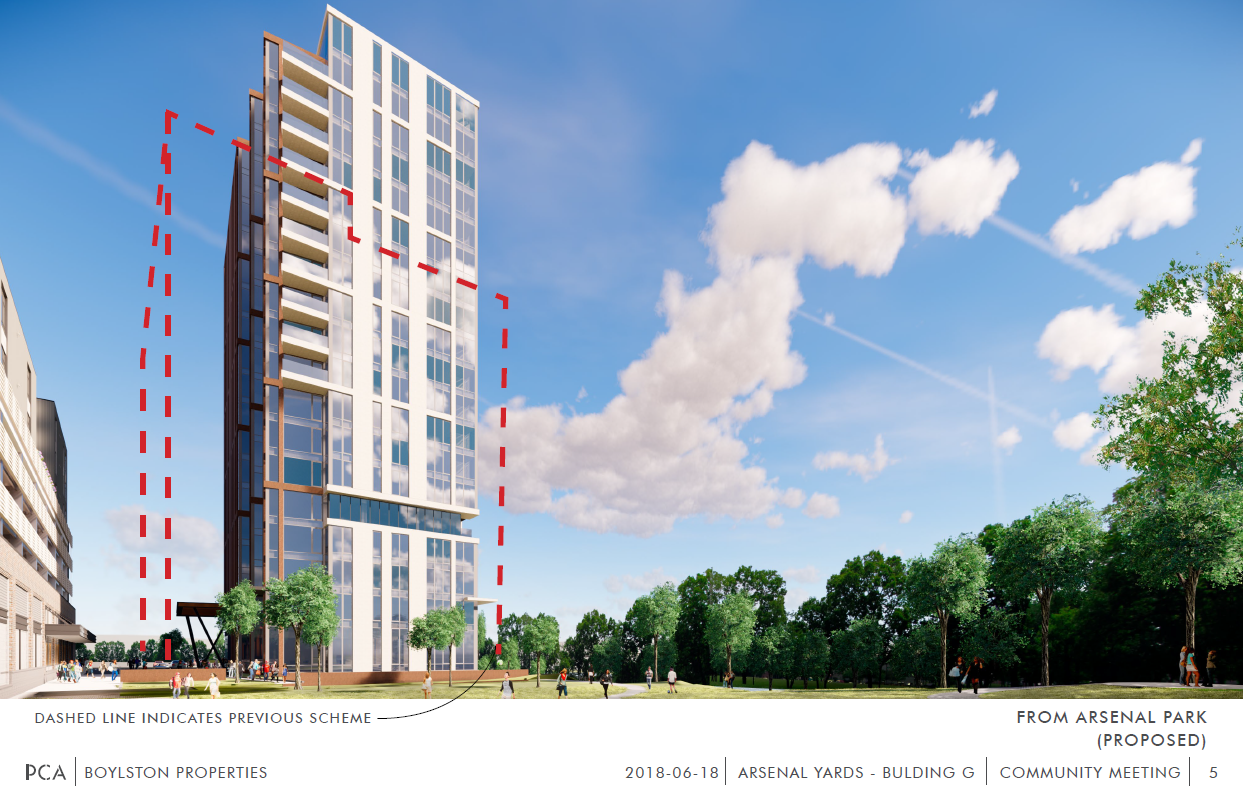 DASHED LINE INDICATES PREVIOUS SCHEME
FROM ARSENAL PARK
(PROPOSED)
PCA BOYLSTON PROPERTIES 2018-06-18 ARSENAL YARDS - BULDING G COMMUNITY MEETING 5